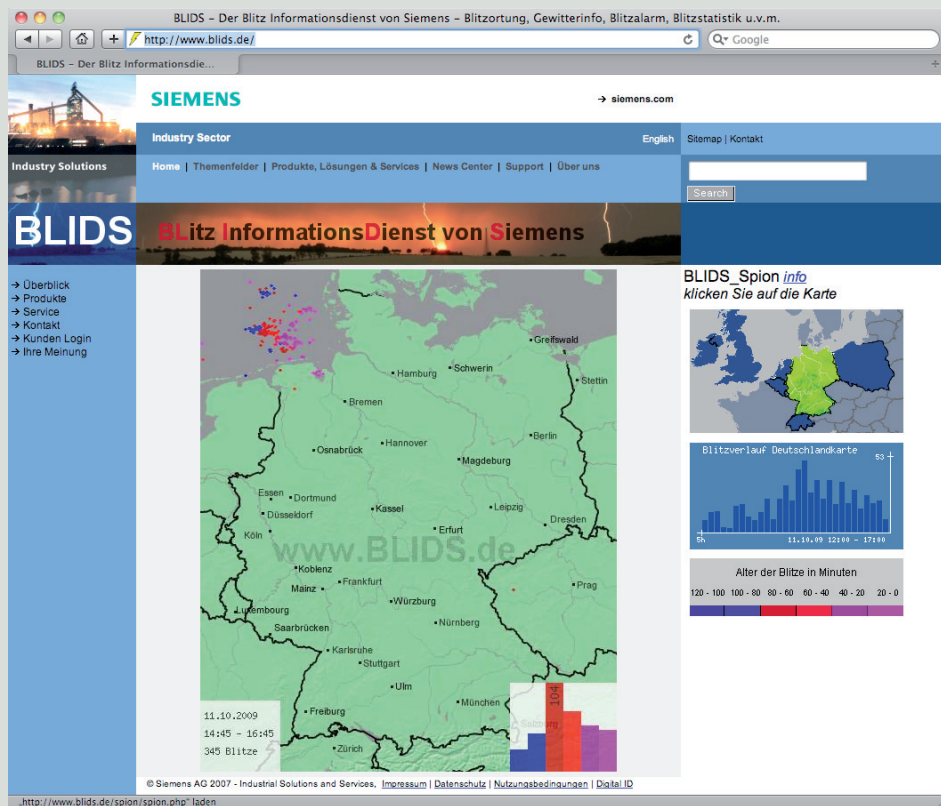 BLIDS – Der Blitz Informationsdienst von Siemens – Blitzortung, Gewitterinfo, Blitzalarm, Blitzstatistik u.v.m.
http://www.blids.de/
Google
BLIDS – Der Blitz Informationsdie...
SIEMENS
→ siemens.com
Industry Sector
English
Sitemap | Kontakt
Industry Solutions
Home | Themenfelder | Produkte, Lösungen & Services | News Center | Support | Über uns
Search
BLIDS
BLitz InformationsDienst von Siemens
→ Überblick
→ Produkte
→ Service
→ Kontakt
→ Kunden Login
→ Ihre Meinung
Greifswald
Schwerin
Hamburg
Stettin
Bremen
Berlin
Hannover
Osnabrück
Magdeburg
Essen
Dortmund
Kassel
Leipzig
Düsseldorf
Dresden
Erfurt
Köln
www.BLIDS.de
Koblenz
Frankfurt
Prag
Mainz
Würzburg
Luxembourg
Nürnberg
Saarbrücken
Karlsruhe
Stuttgart
Ulm
München
Freiburg
Salzburg
Zürich
11.10.2009
14:45 – 16:45
345 Blitze
104
BLIDS_Spion info
klicken Sie auf die Karte
Blitzverlauf Deutschlandkarte
53
5h
11.10.09 12:00 - 17:00
Alter der Blitze in Minuten
120 - 100 100 - 80 80 - 60 60 - 40 40 - 20 20 - 0
© Siemens AG 2007 - Industrial Solutions and Services, Impressum | Datenschutz | Nutzungsbedingungen | Digital ID
„http://www.blids.de/spion/spion.php“ laden